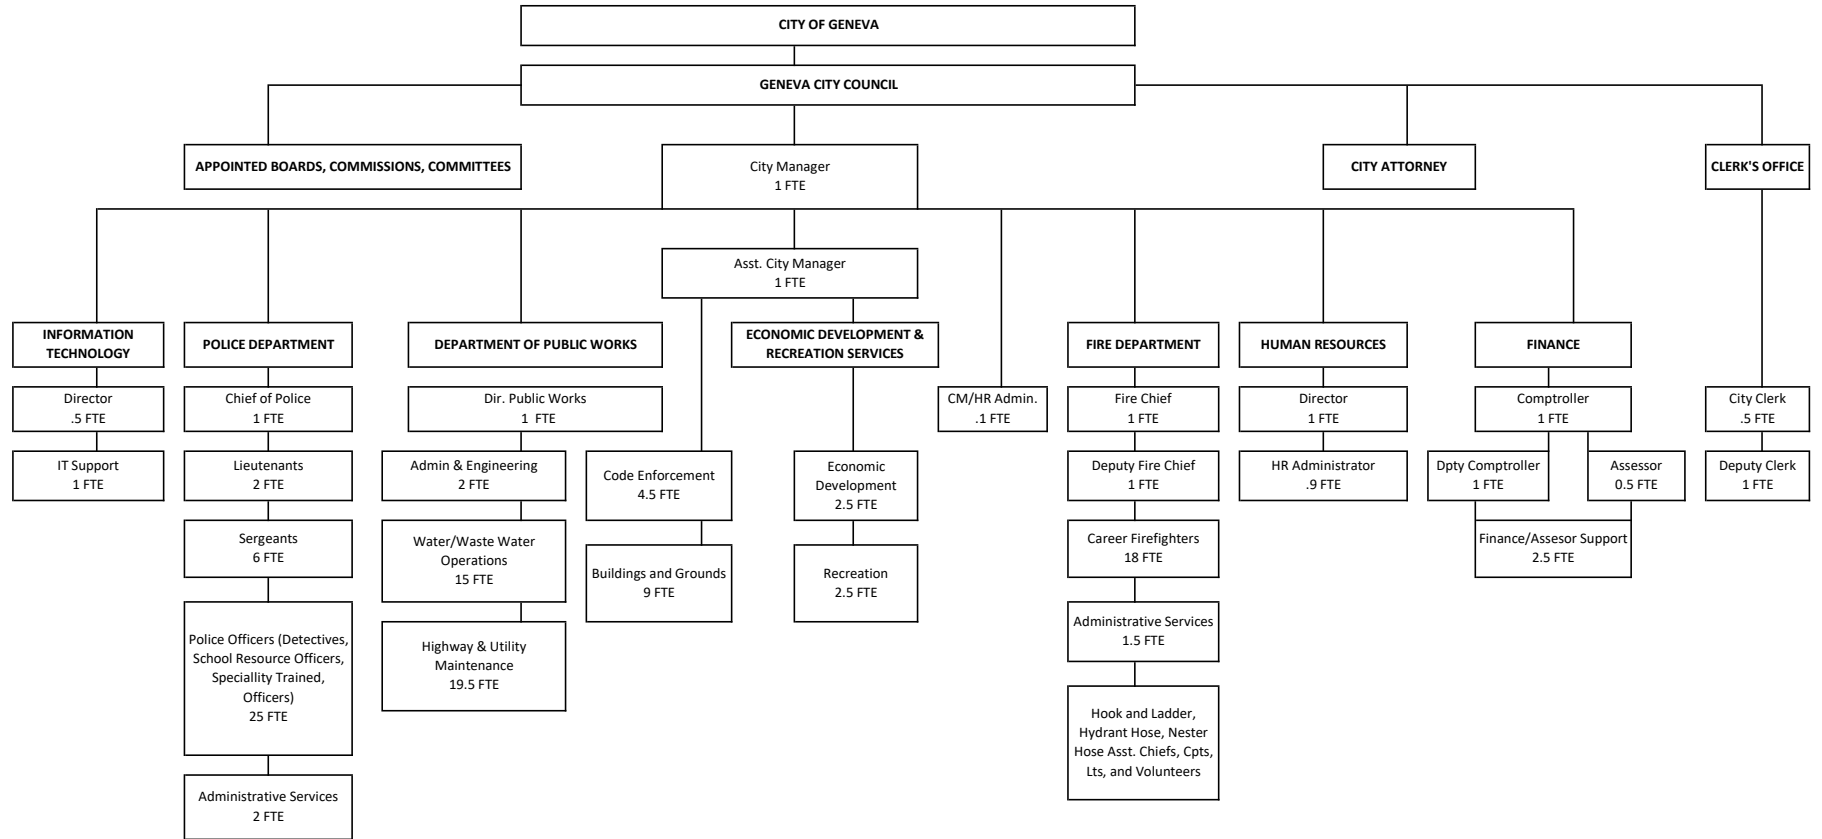 CITY OF GENEVA
GENEVA CITY COUNCIL
APPOINTED BOARDS, COMMISSIONS, COMMITTEES
City Manager
1 FTE
CITY ATTORNEY
CLERK'S OFFICE
Asst. City Manager
1 FTE
INFORMATION
TECHNOLOGY
POLICE DEPARTMENT
DEPARTMENT OF PUBLIC WORKS
ECONOMIC DEVELOPMENT &
RECREATION SERVICES
FIRE DEPARTMENT
HUMAN RESOURCES
FINANCE
Director
.5 FTE
Chief of Police
1 FTE
Dir. Public Works
1 FTE
CM/HR Admin.
.1 FTE
Fire Chief
1 FTE
Director
1 FTE
Comptroller
1 FTE
City Clerk
.5 FTE
IT Support
1 FTE
Lieutenants
2 FTE
Admin & Engineering
2 FTE
Code Enforcement
4.5 FTE
Economic
Development
2.5 FTE
Deputy Fire Chief
1 FTE
HR Administrator
.9 FTE
Dpty Comptroller
1 FTE
Assessor
0.5 FTE
Deputy Clerk
1 FTE
Sergeants
6 FTE
Water/Waste Water
Operations
15 FTE
Buildings and Grounds
9 FTE
Recreation
2.5 FTE
Career Firefighters
18 FTE
Finance/Assesor Support
2.5 FTE
Police Officers (Detectives,
School Resource Officers,
Speciallity Trained,
Officers)
25 FTE
Highway & Utility
Maintenance
19.5 FTE
Administrative Services
1.5 FTE
Hook and Ladder,
Hydrant Hose, Nester
Hose Asst. Chiefs, Cpts,
Lts, and Volunteers
Administrative Services
2 FTE